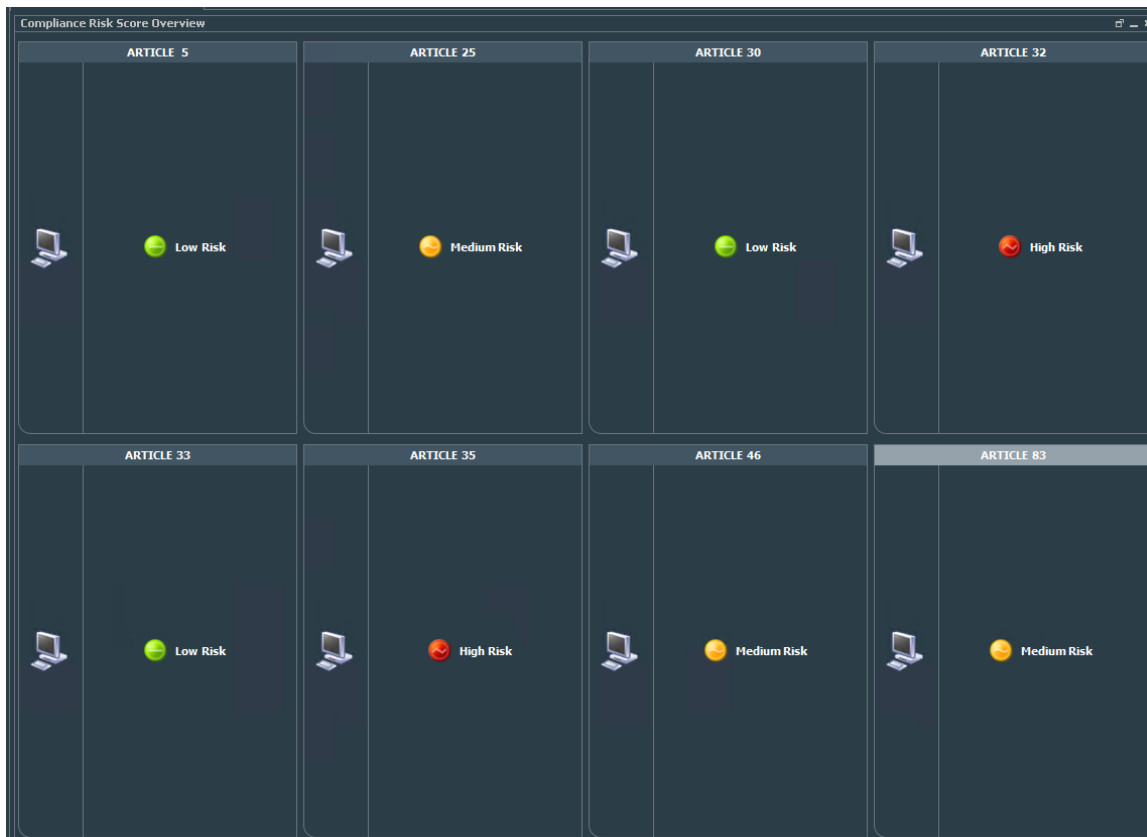 Compliance Risk Score Overview
ARTICLE 5
ARTICLE 25
ARTICLE 30
ARTICLE 32
Low Risk
Medium Risk
Low Risk
High Risk
ARTICLE 33
ARTICLE 35
ARTICLE 46
ARTICLE 83
Low Risk
High Risk
Medium Risk
Medium Risk